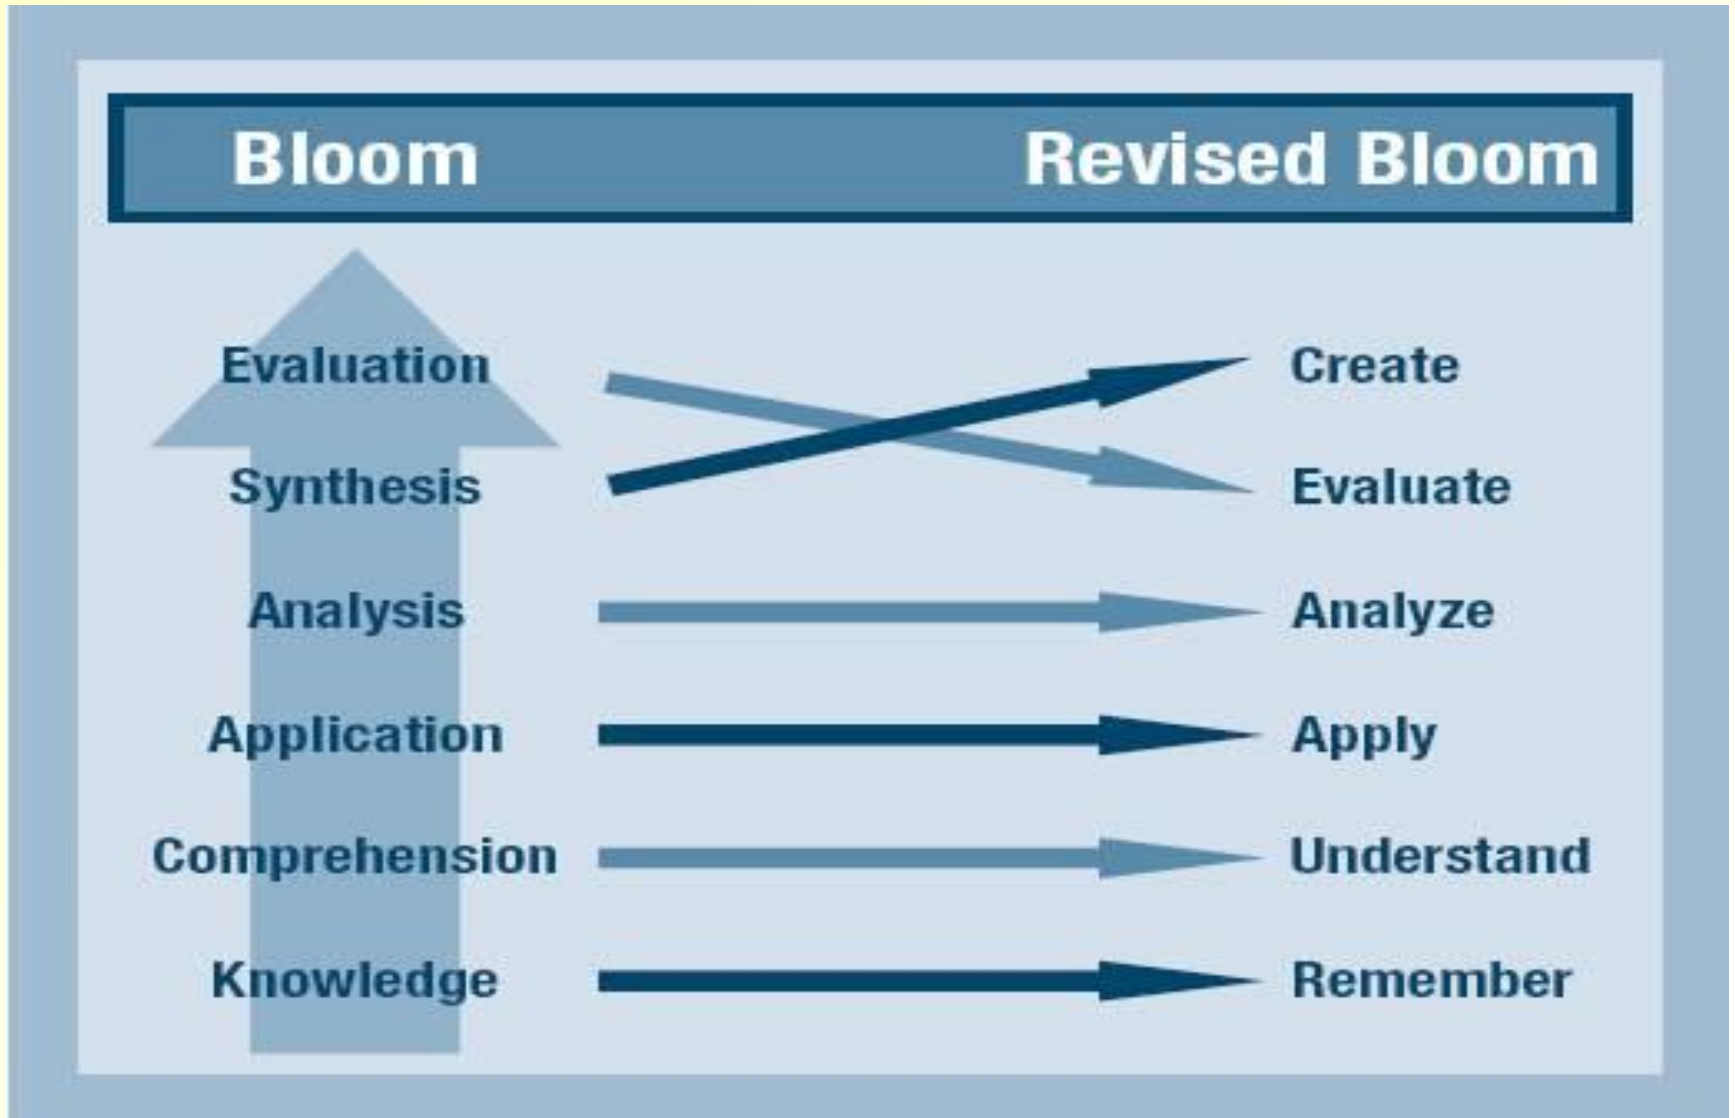 Bloom Revised Bloom
Evaluation Create
Synthesis Evaluate
Analysis Analyze
Application Apply
Comprehension Understand
Knowledge Remember